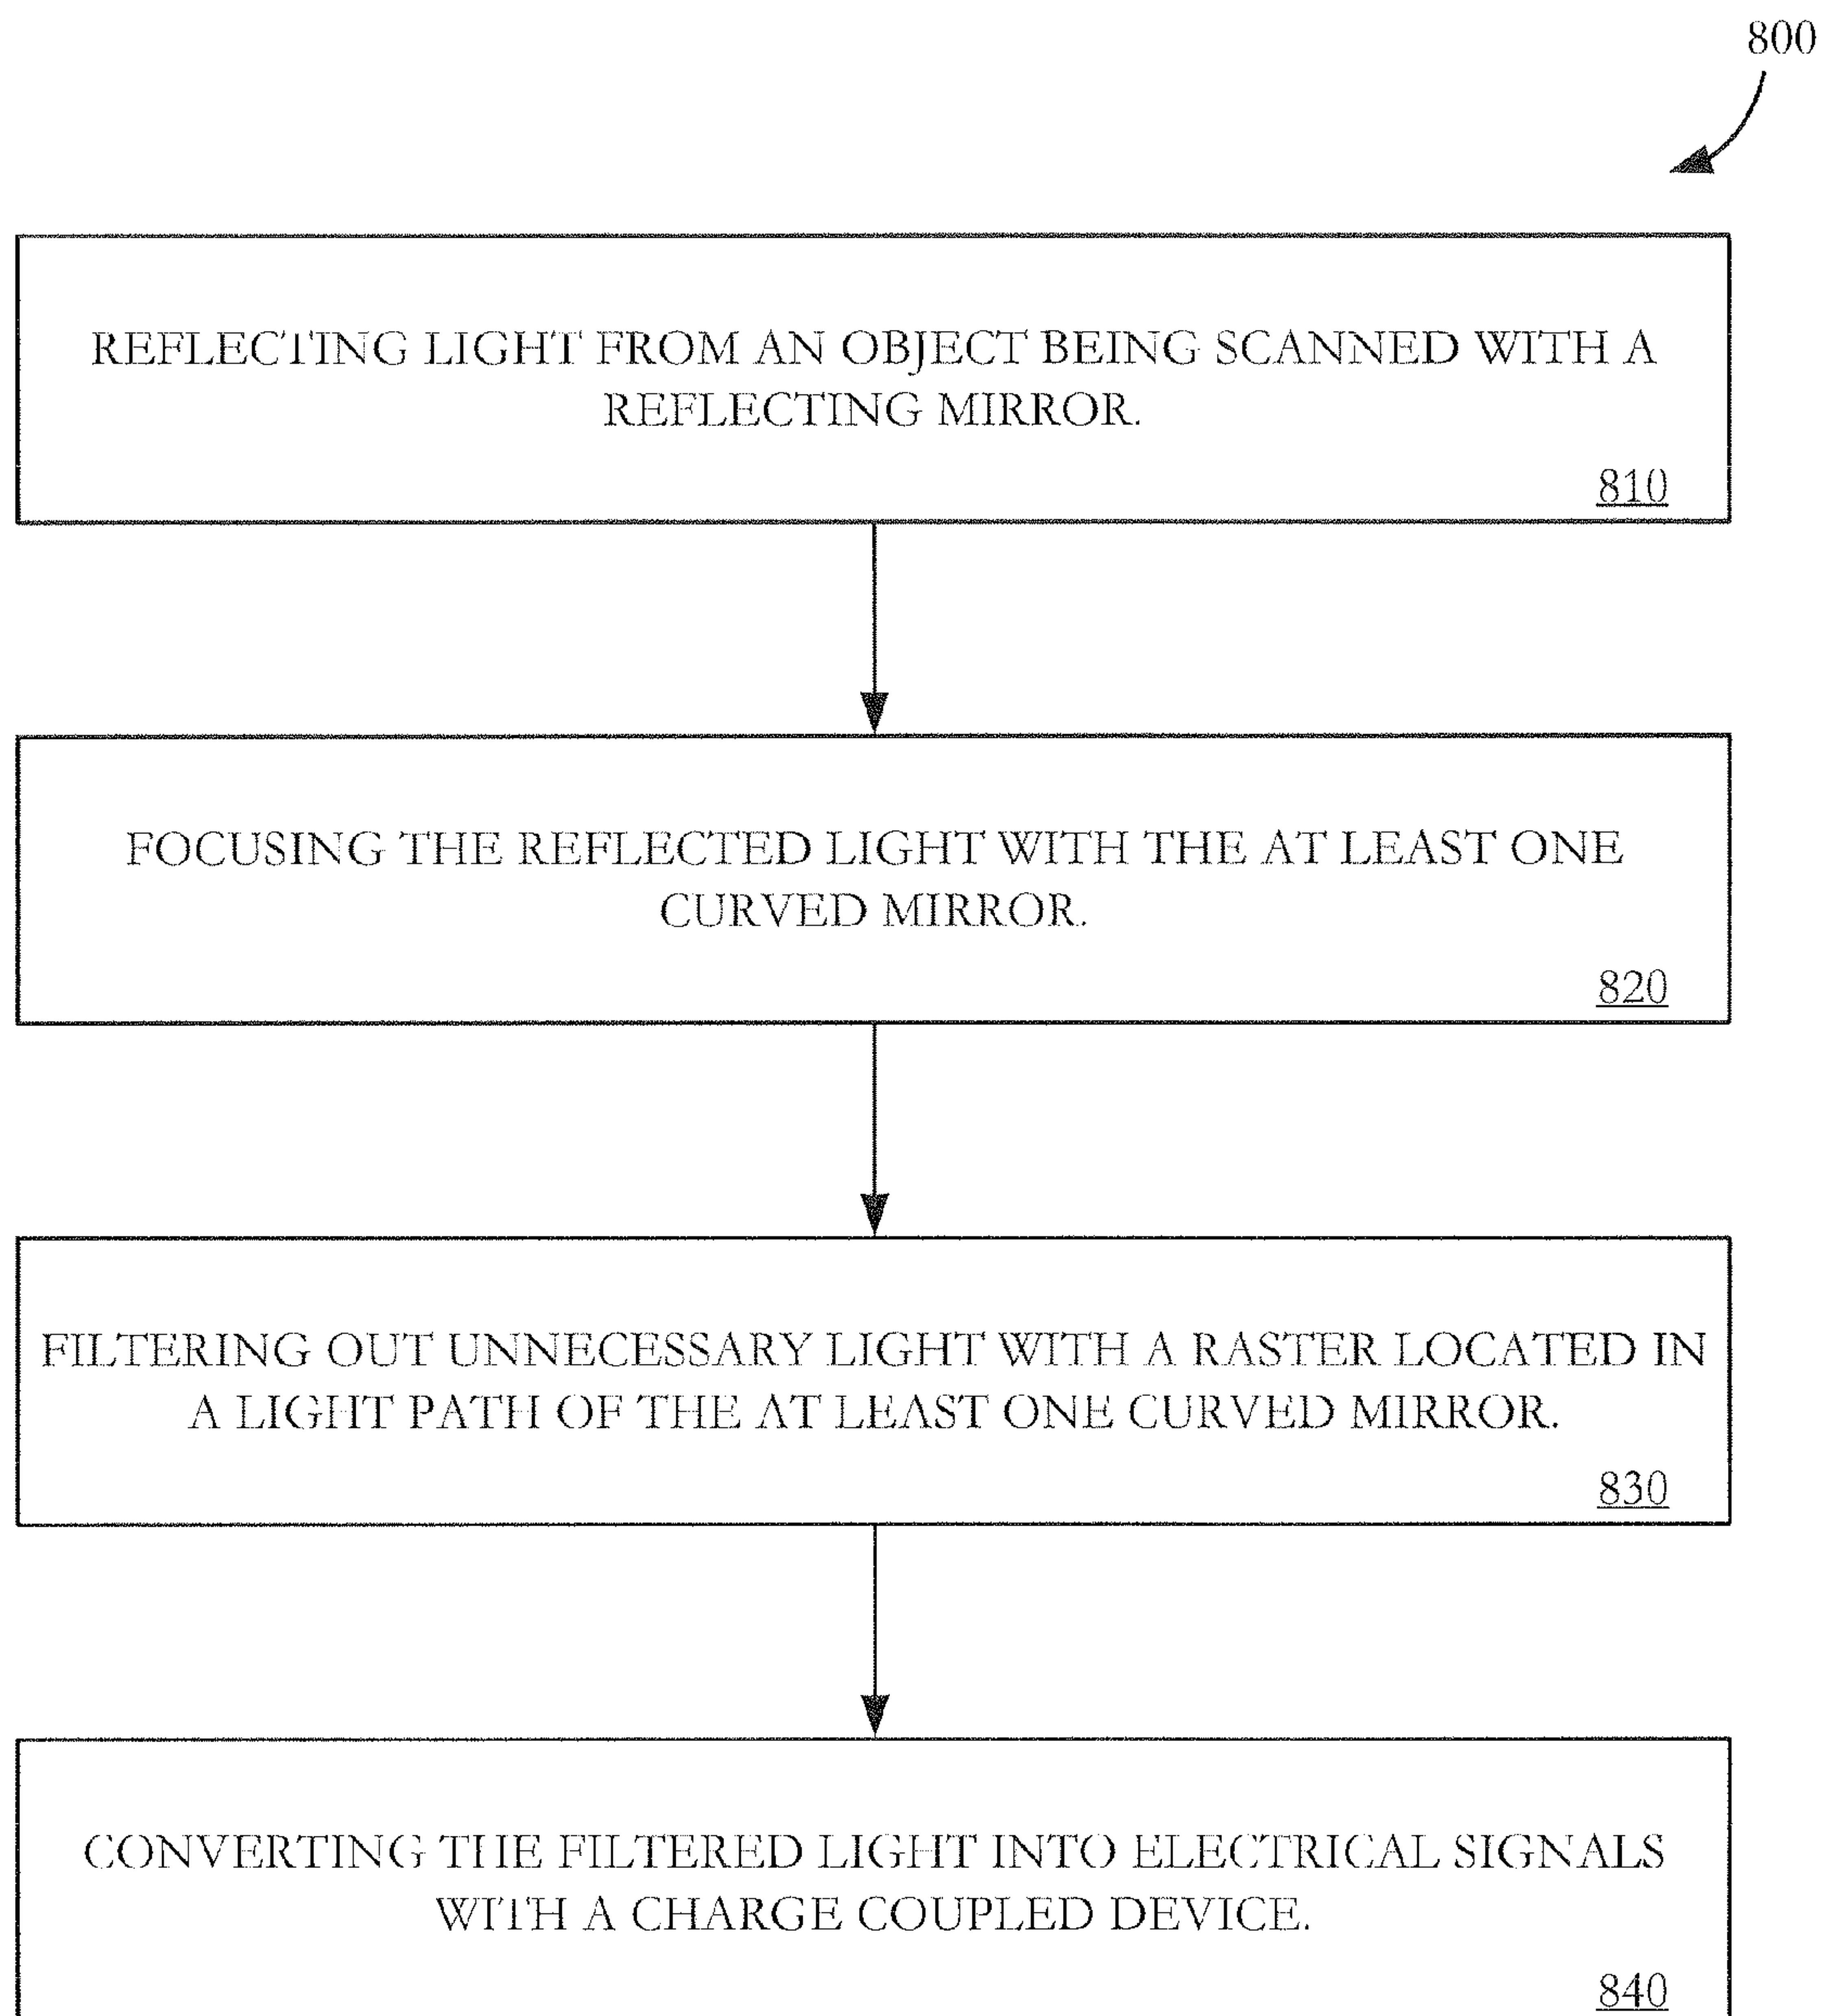 800
REFLECTING LIGHT FROM AN OBJECT BEING SCANNED WITH A
REFLECTING MIRROR.
810
FOCUSING THE REFLECTED LIGHT WITH THE AT LEAST ONE
CURVED MIRROR.
820
FILTERING OUT UNNECESSARY LIGHT WITH A RASTER LOCATED IN
A LIGHT PATH OF THE AT LEAST ONE CURVED MIRROR.
830
CONVERTING THE FILTERED LIGHT INTO ELECTRICAL SIGNALS
WITH A CHARGE COUPLED DEVICE.
840